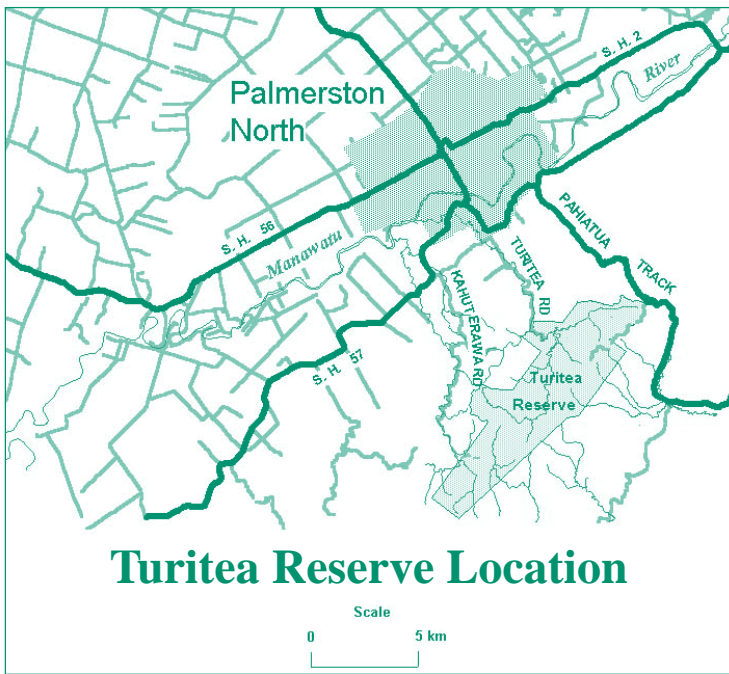 S. H. 2
River
Palmerston
North
PAHIATUA
TRACK
S. H. 56
Manawatu
TURITEA RD
KAHUTERAWA RD
S. H. 57
Turitea
Reserve
Turitea Reserve Location
Scale
0 5 km